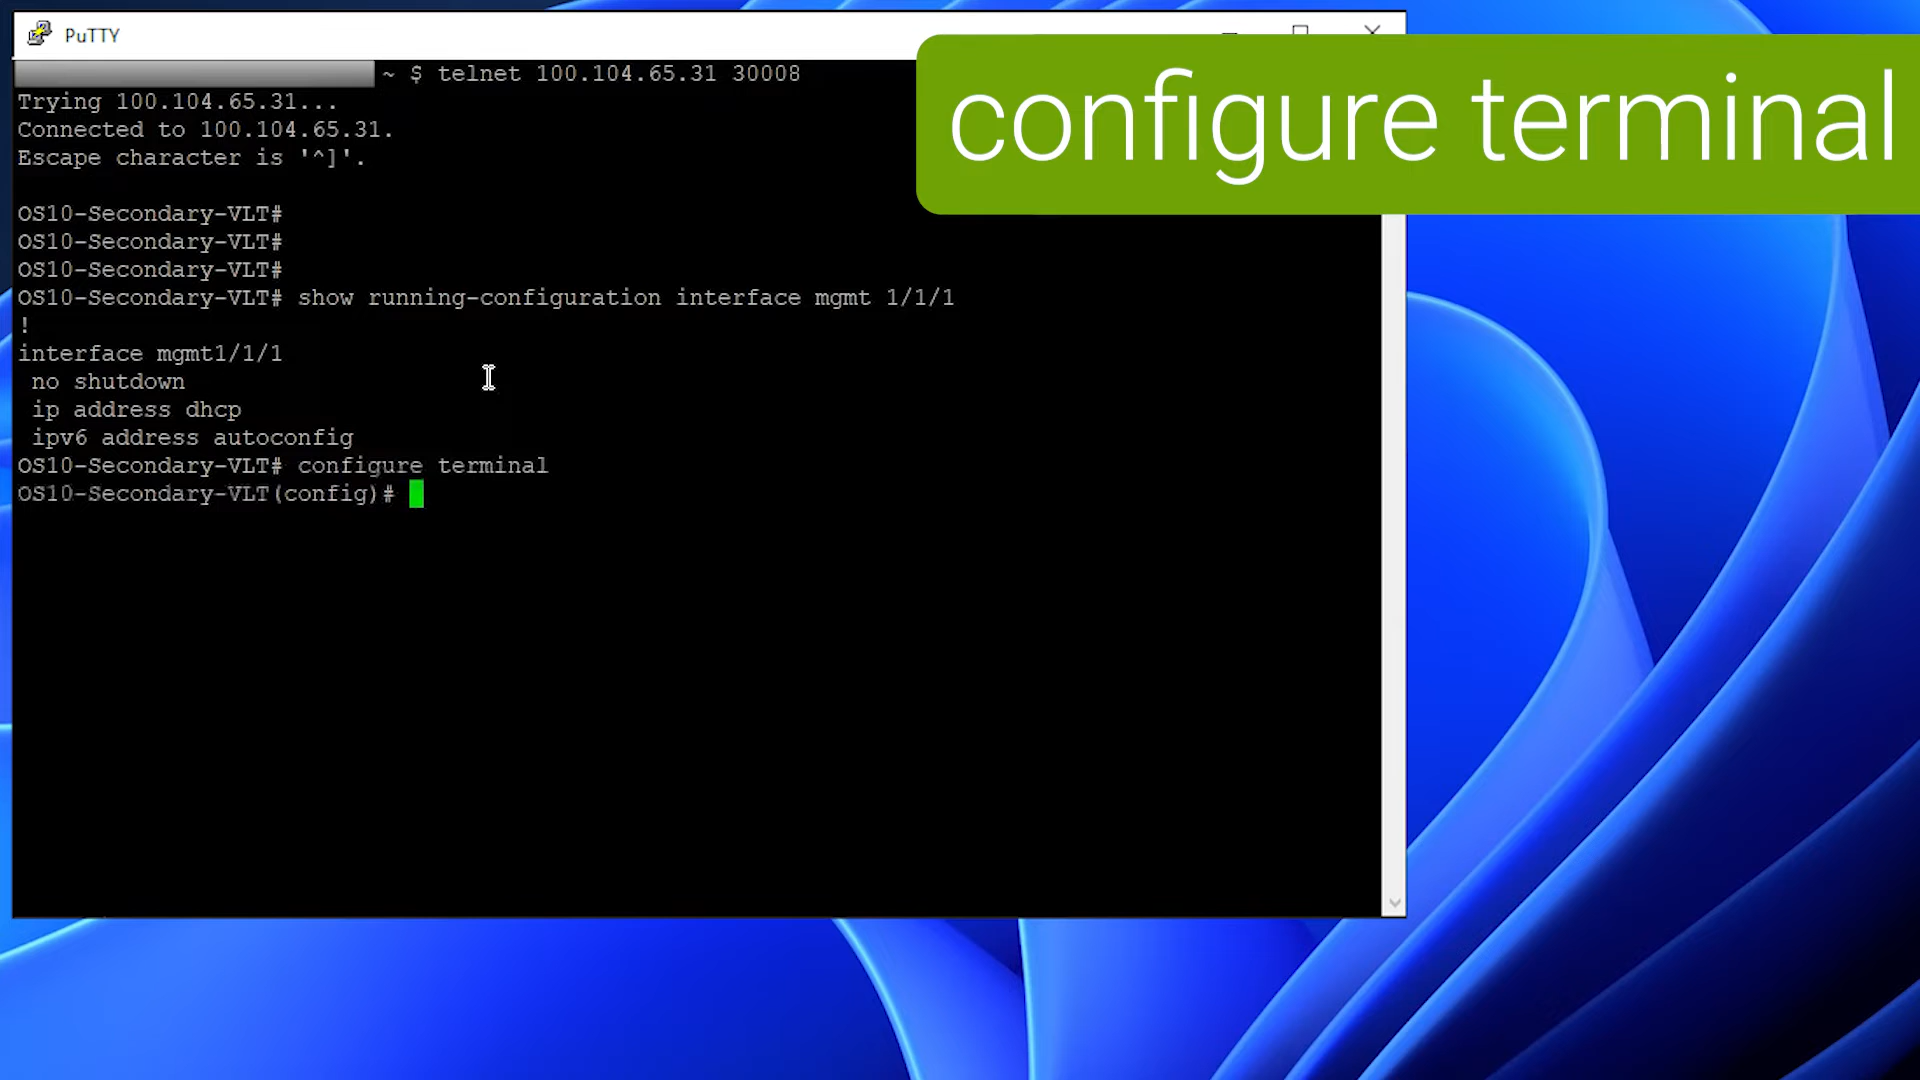 PuTTY
configure terminal
~ $ telnet 100.104.65.31 30008
Trying 100.104.65.31...
Connected to 100.104.65.31.
Escape character is '^]'.
OS10-Secondary-VLT#
OS10-Secondary-VLT#
OS10-Secondary-VLT#
OS10-Secondary-VLT# show running-configuration interface mgmt 1/1/1
!
interface mgmt1/1/1
 no shutdown
 ip address dhcp
 ipv6 address autoconfig
OS10-Secondary-VLT# configure terminal
OS10-Secondary-VLT(config)#